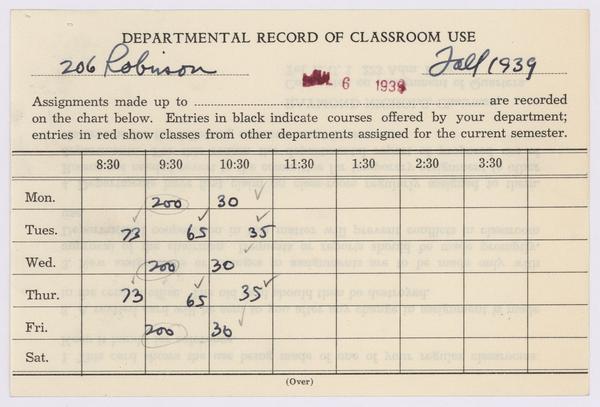 DEPARTMENTAL RECORD OF CLASSROOM USE
206 Robinson 6 1939 Fall 1939
Assignments made up to ........ are recorded
on the chart below. Entries in black indicate courses offered by your department;
entries in red show classes from other departments assigned for the current semester.
8:30 9:30 10:30 11:30 1:30 2:30 3:30
Mon. 200 30
Tues. 73 65 35
Wed. 200 30
Thur. 73 65 35
Fri. 200 30
Sat.
(Over)